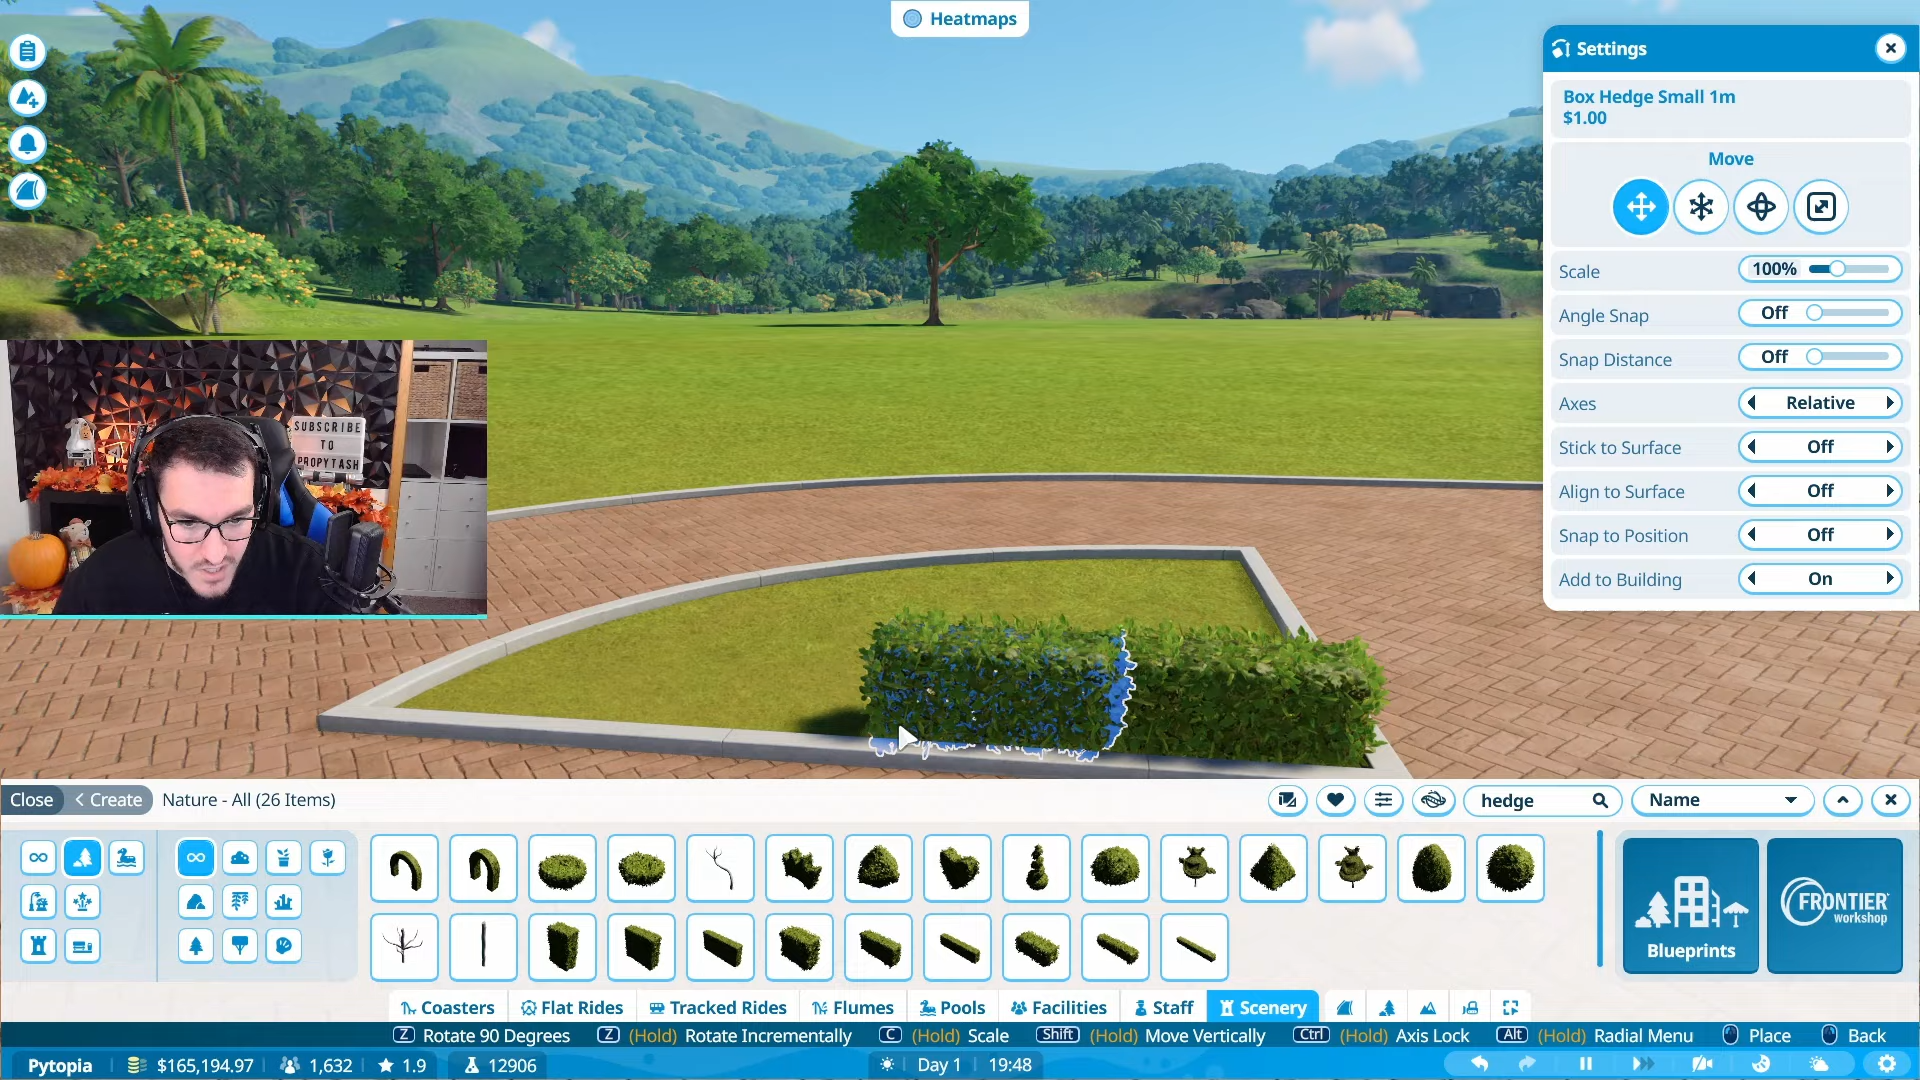 Heatmaps
Settings
Box Hedge Small 1m
$1.00
Move
Scale 100%
Angle Snap Off
Snap Distance Off
Axes Relative
Stick to Surface Off
Align to Surface Off
Snap to Position Off
Add to Building On
SUBSCRIBE
TO
PROPYTASH
Close Create Nature - All (26 Items) hedge Name
Blueprints
FRONTIER
workshop
Coasters Flat Rides Tracked Rides Flumes Pools Facilities Staff Scenery
Z Rotate 90 Degrees Z (Hold) Rotate Incrementally C (Hold) Scale Shift (Hold) Move Vertically Ctrl (Hold) Axis Lock Alt (Hold) Radial Menu Place Back
Pytopia $165,194.97 1,632 1.9 12906 Day 1 19:48